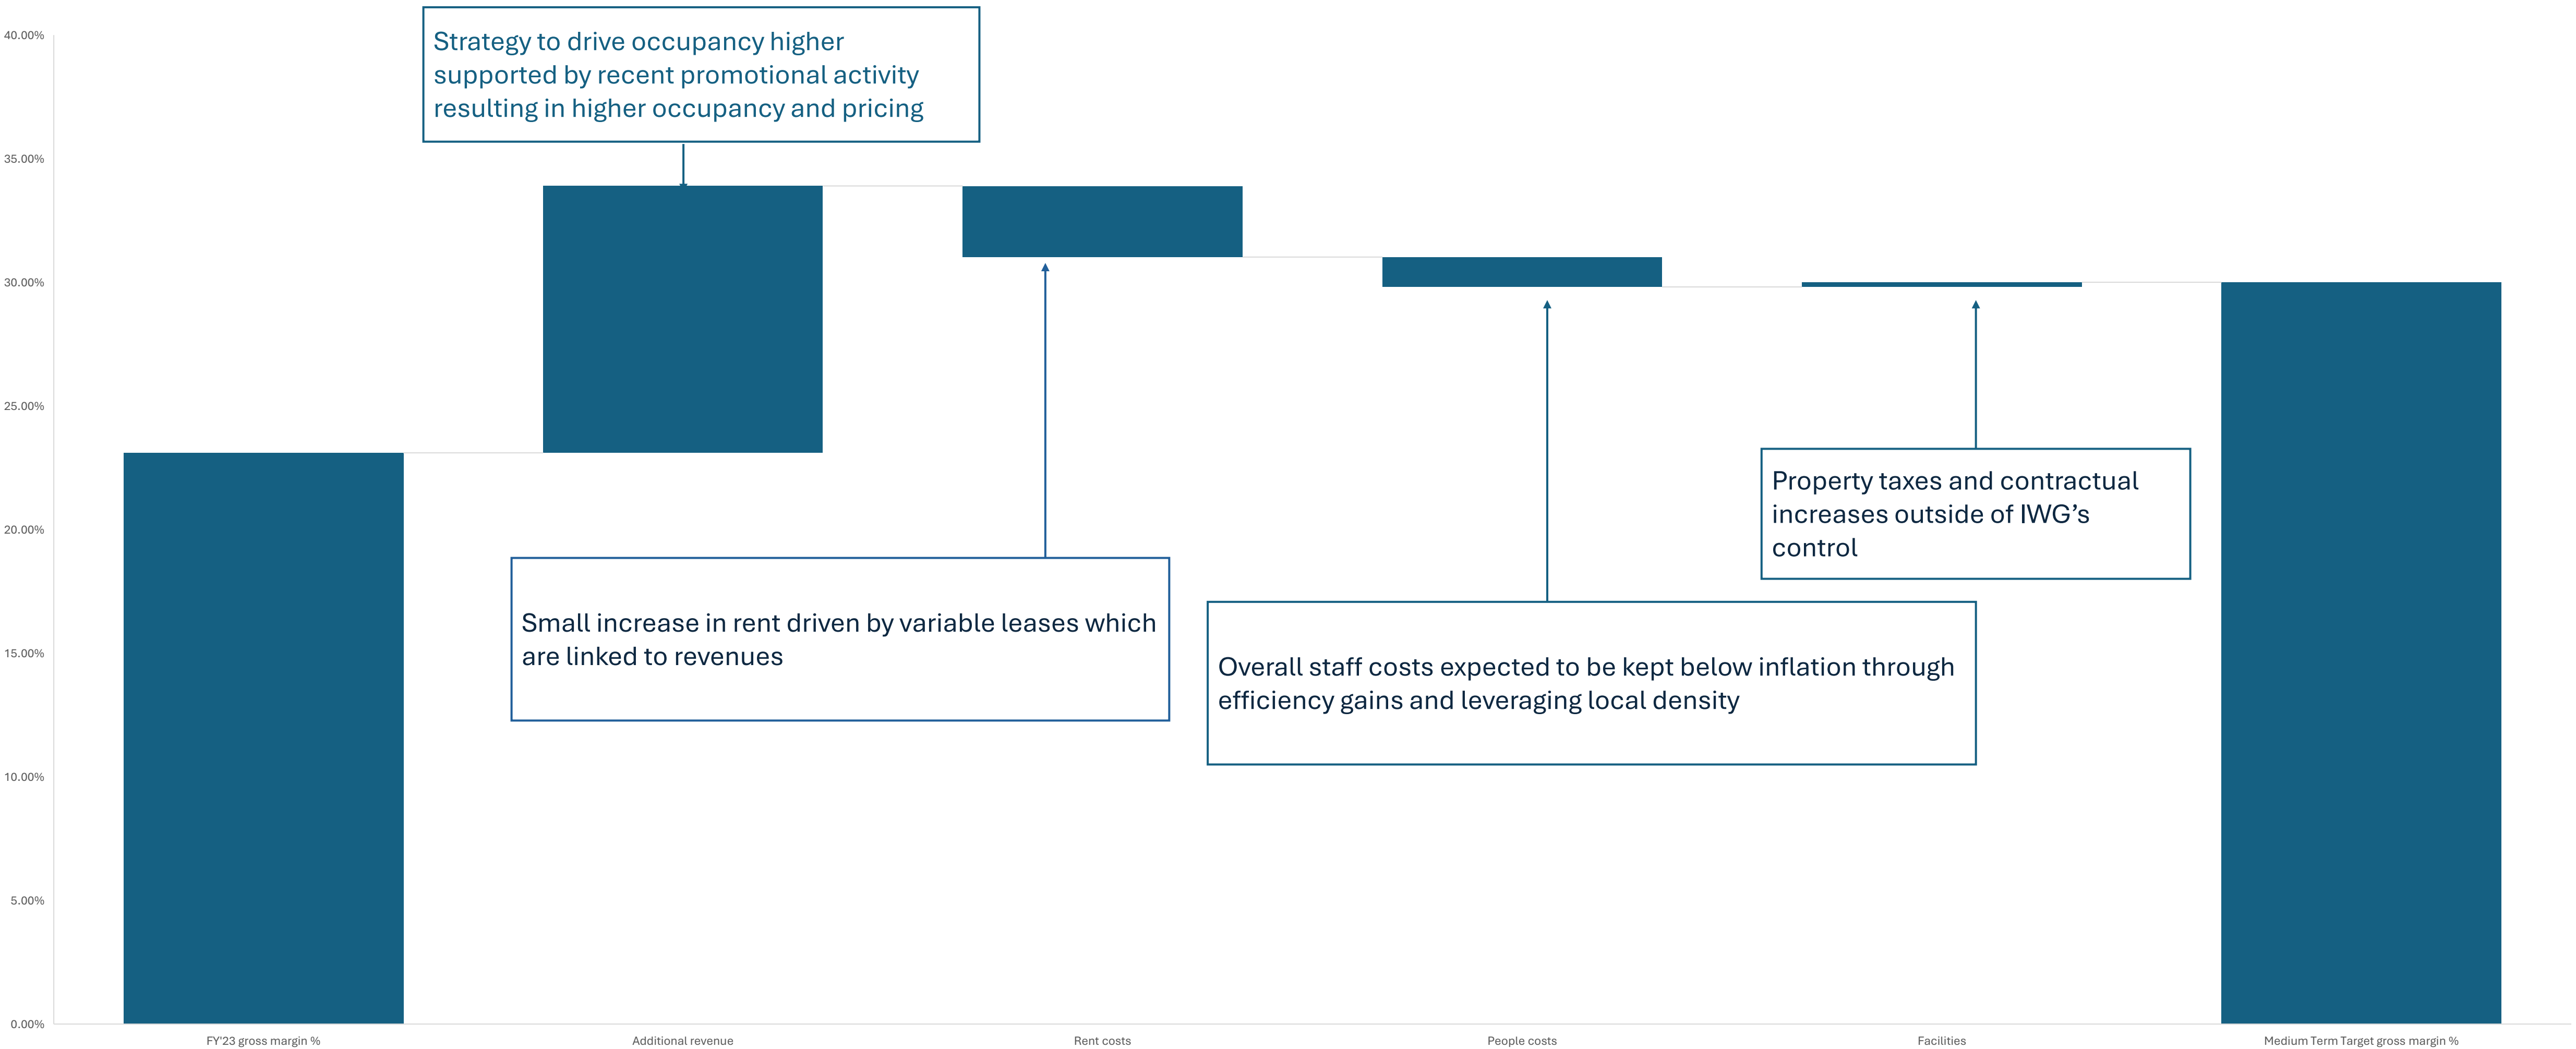 Strategy to drive occupancy higher
supported by recent promotional activity
resulting in higher occupancy and pricing
40.00%
35.00%
30.00%
25.00%
20.00%
15.00%
10.00%
5.00%
0.00%
Small increase in rent driven by variable leases which
are linked to revenues
Overall staff costs expected to be kept below inflation through
efficiency gains and leveraging local density
Property taxes and contractual
increases outside of IWG’s
control
FY'23 gross margin %
Additional revenue
Rent costs
People costs
Facilities
Medium Term Target gross margin %